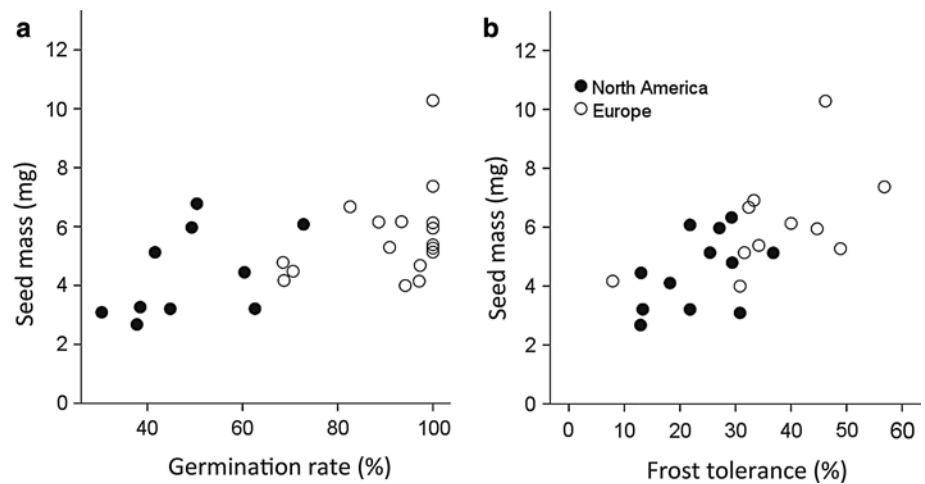 a
12
10
8
6
4
2
0
Seed mass (mg)
40 60 80 100
Germination rate (%)
b
12
10
8
6
4
2
0
Seed mass (mg)
North America
Europe
0 10 20 30 40 50 60
Frost tolerance (%)